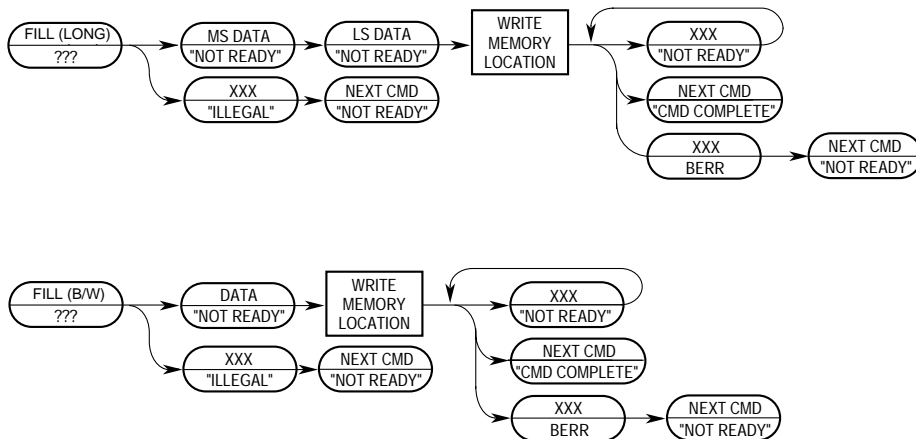 FILL (LONG)
???
MS DATA
"NOT READY"
LS DATA
"NOT READY"
WRITE
MEMORY
LOCATION
XXX
"NOT READY"
XXX
"ILLEGAL"
NEXT CMD
"NOT READY"
NEXT CMD
"CMD COMPLETE"
XXX
BERR
NEXT CMD
"NOT READY"
FILL (B/W)
???
DATA
"NOT READY"
WRITE
MEMORY
LOCATION
XXX
"NOT READY"
XXX
"ILLEGAL"
NEXT CMD
"NOT READY"
NEXT CMD
"CMD COMPLETE"
XXX
BERR
NEXT CMD
"NOT READY"